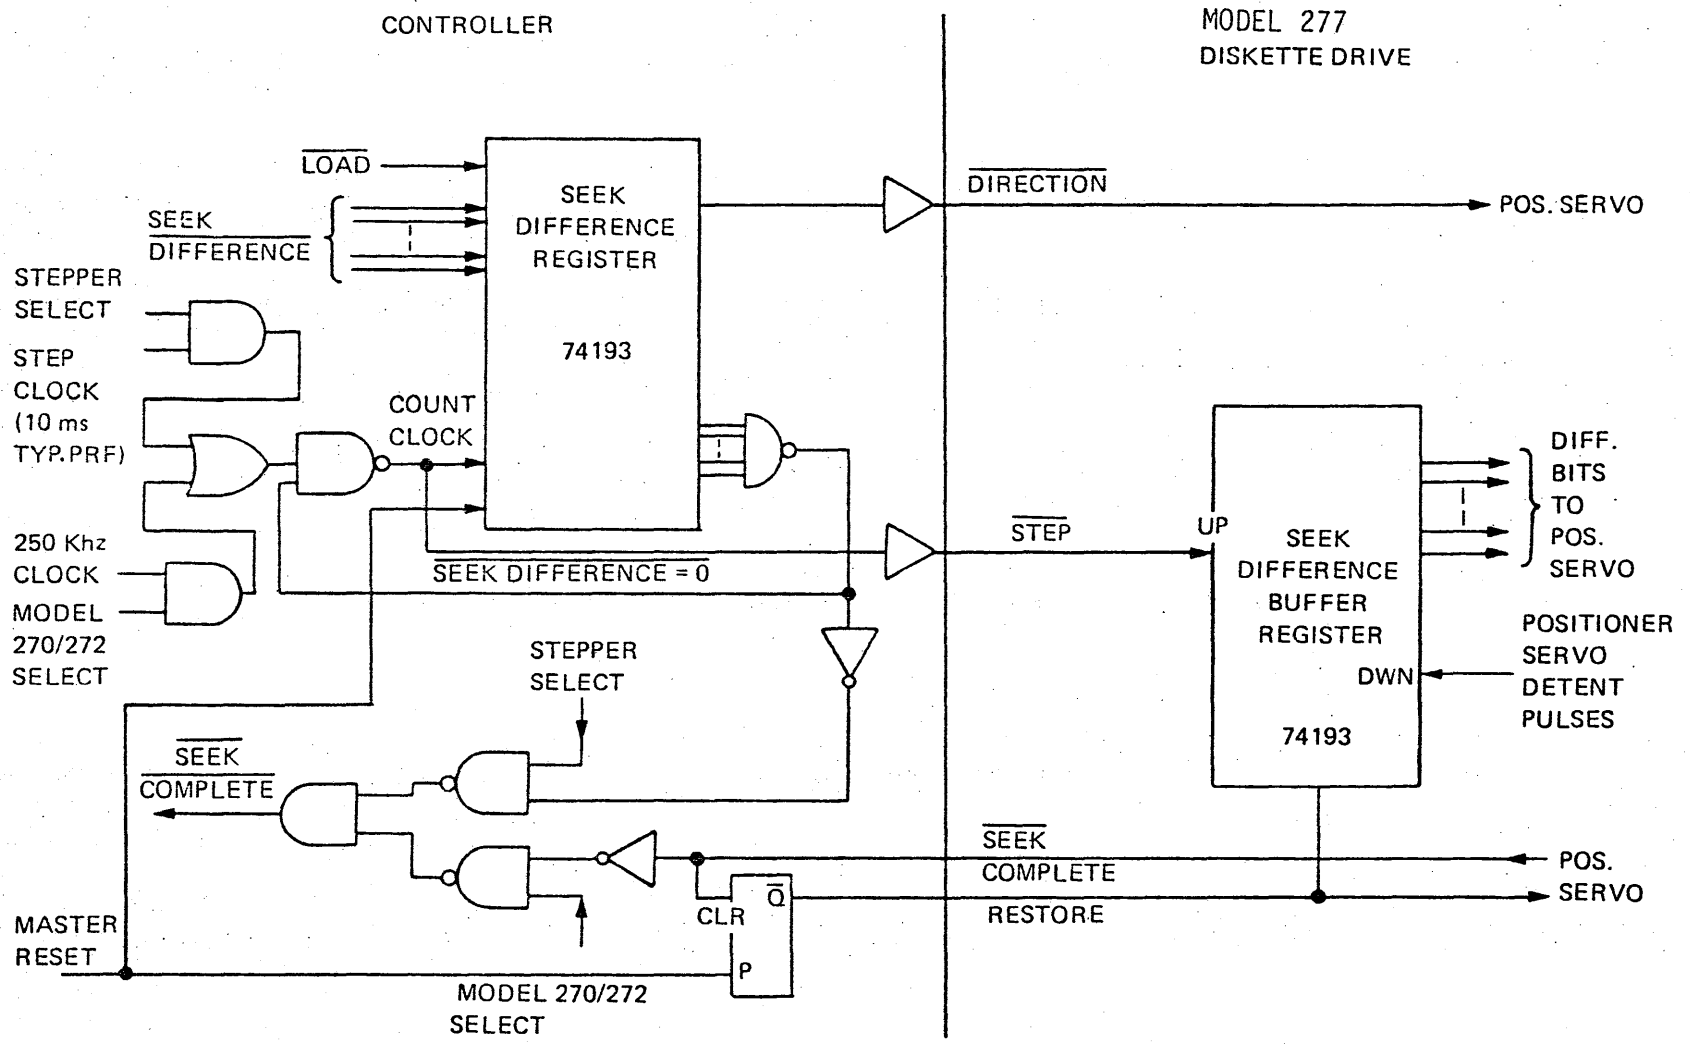 CONTROLLER
MODEL 277
DISKETTE DRIVE
LOAD
SEEK
DIFFERENCE
SEEK
DIFFERENCE
REGISTER
74193
DIRECTION
POS. SERVO
STEPPER
SELECT
STEP
CLOCK
(10 ms
TYP.PRF)
COUNT
CLOCK
250 Khz
CLOCK
MODEL
270/272
SELECT
SEEK DIFFERENCE = 0
STEP
UP
SEEK
DIFFERENCE
BUFFER
REGISTER
DWN
74193
DIFF.
BITS
TO
POS.
SERVO
POSITIONER
SERVO
DETENT
PULSES
STEPPER
SELECT
SEEK
COMPLETE
SEEK
COMPLETE
POS.
SERVO
RESTORE
CLR
Q
P
MASTER
RESET
MODEL 270/272
SELECT